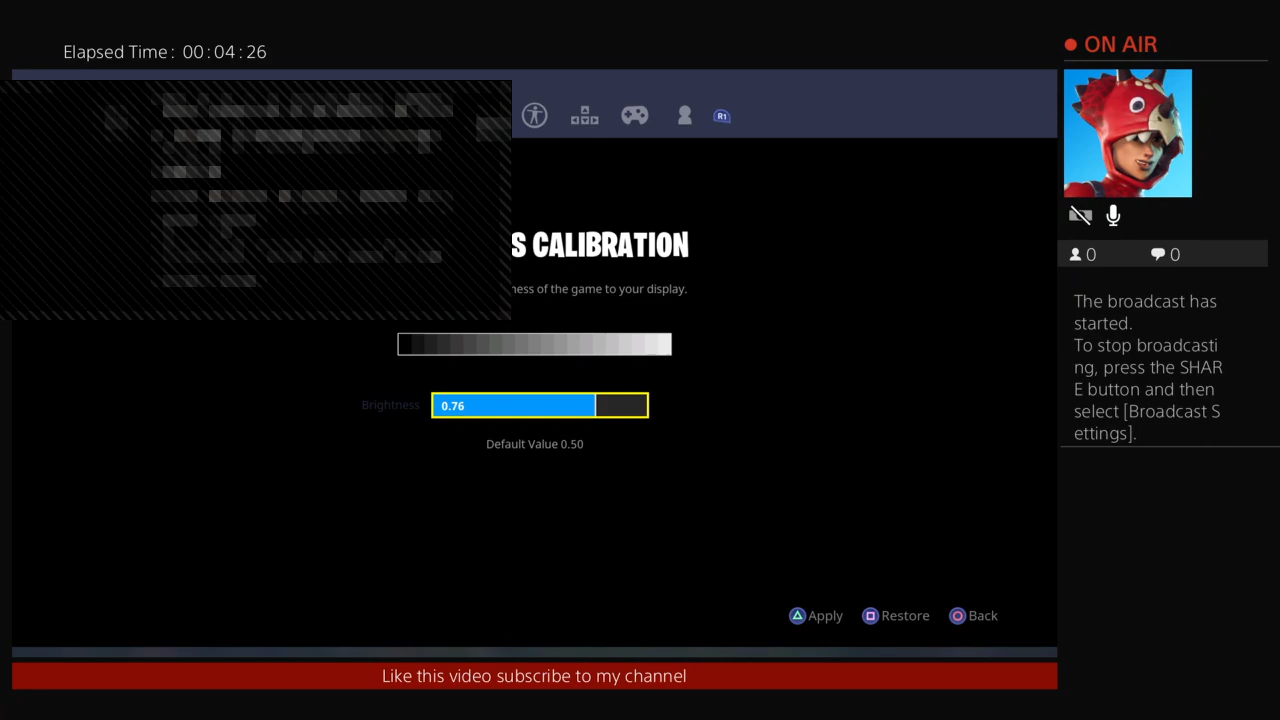 Elapsed Time: 00:04:26
ON AIR
R1
S CALIBRATION
ness of the game to your display.
Brightness
0.76
Default Value 0.50
Apply
Restore
Back
Like this video subscribe to my channel
0
0
The broadcast has
started.
To stop broadcasti
ng, press the SHAR
E button and then
select [Broadcast S
ettings].